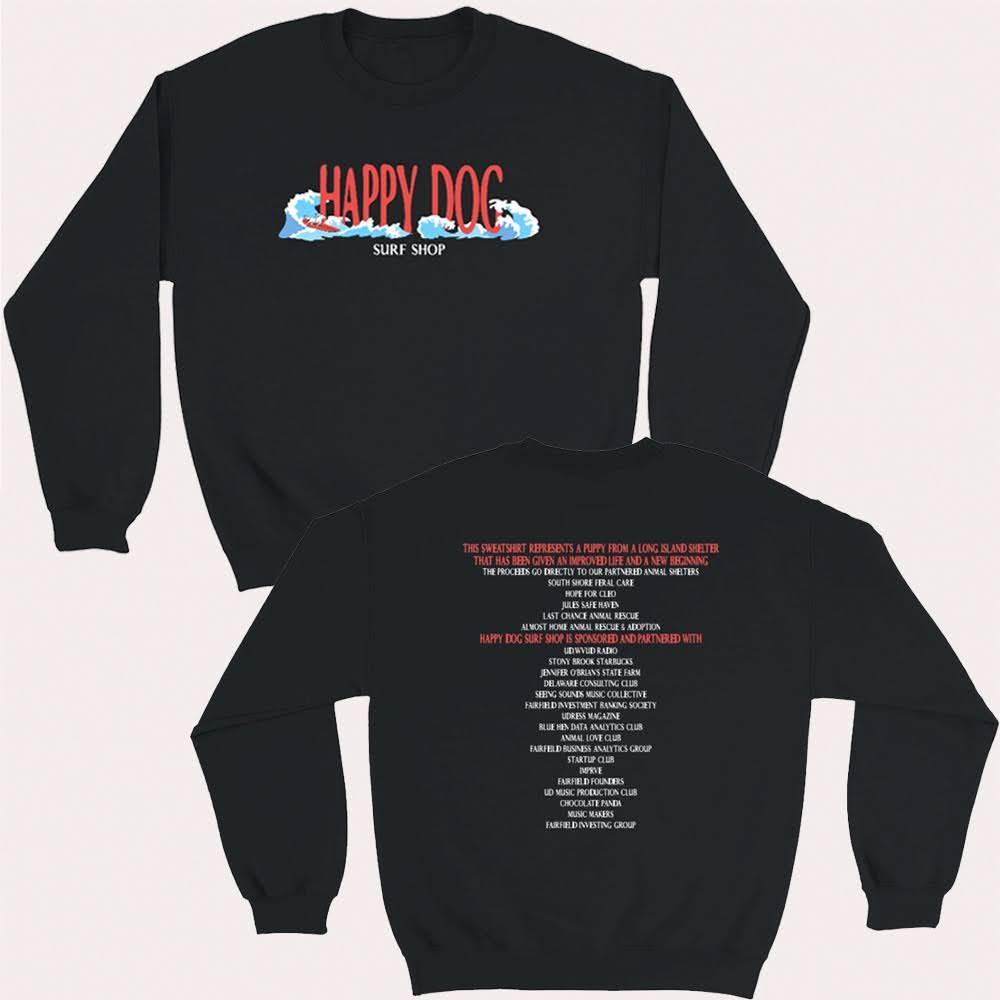 HAPPY DOG
SURF SHOP
THIS SWEATSHIRT REPRESENTS A PUPPY FROM A LONG ISLAND SHELTER
THAT HAS BEEN GIVEN AN IMPROVED LIFE AND A NEW BEGINNING
THE PROCEEDS GO DIRECTLY TO OUR PARTNERED ANIMAL SHELTERS
SOUTH SHORE FERAL CARE
HOPE FOR CLEO
JULES SAFE HAVEN
LAST CHANCE ANIMAL RESCUE
ALMOST HOME ANIMAL RESCUE & ADOPTION
HAPPY DOG SURF SHOP IS SPONSORED AND PARTNERED WITH
UD.WVUD RADIO
STONY BROOK STARBUCKS
JENNIFER O'BRIAN'S STATE FARM
DELAWARE CONSULTING CLUB
SEEING SOUNDS MUSIC COLLECTIVE
FAIRFIELD INVESTMENT BANKING SOCIETY
UDRESS MAGAZINE
BLUE HEN DATA ANALYTICS CLUB
ANIMAL LOVE CLUB
FAIRFEILD BUSINESS ANALYTICS GROUP
STARTUP CLUB
IMPRVE
FAIRFIELD FOUNDERS
UD MUSIC PRODUCTION CLUB
CHOCOLATE PANDA
MUSIC MAKERS
FAIRFIELD INVESTING GROUP